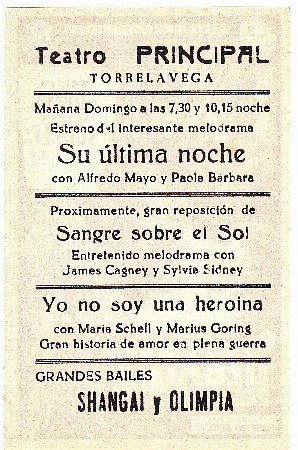 Teatro PRINCIPAL
TORRELAVEGA
Mañana Domingo a las 7,30 y 10,15 noche
Estreno del interesante melodrama
Su última noche
con Alfredo Mayo y Paola Barbara
Proximamente, gran reposición de
Sangre sobre el Sol
Entretenido melodrama con
James Cagney y Sylvia Sidney
Yo no soy una heroina
con Maria Schell y Marius Goring
Gran historia de amor en plena guerra
GRANDES BAILES
SHANGAI y OLIMPIA